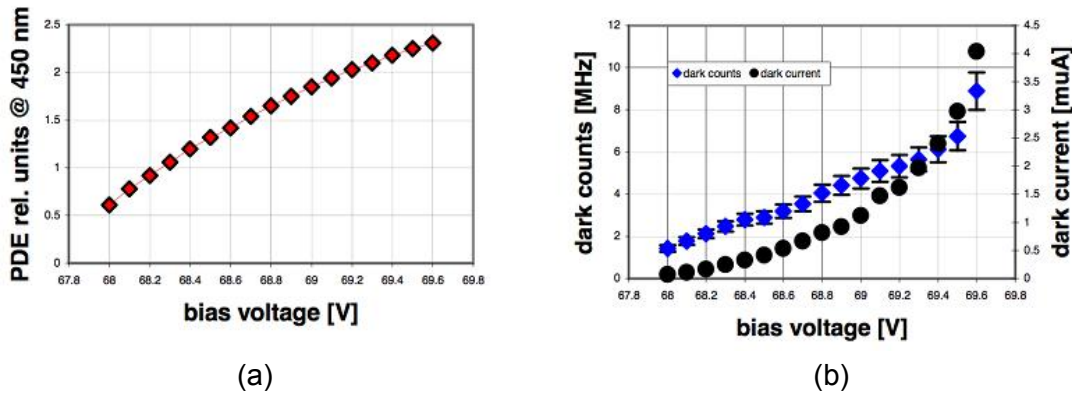 PDE rel. units @ 450 nm
2.5
2
1.5
1
0.5
0
67.8 68 68.2 68.4 68.6 68.8 69 69.2 69.4 69.6 69.8
bias voltage [V]
(a)
dark counts [MHz]
12
10
8
6
4
2
0
dark counts dark current
4.5
4
3.5
3
2.5
2
1.5
1
0.5
0
dark current [muA]
67.8 68 68.2 68.4 68.6 68.8 69 69.2 69.4 69.6 69.8
bias voltage [V]
(b)